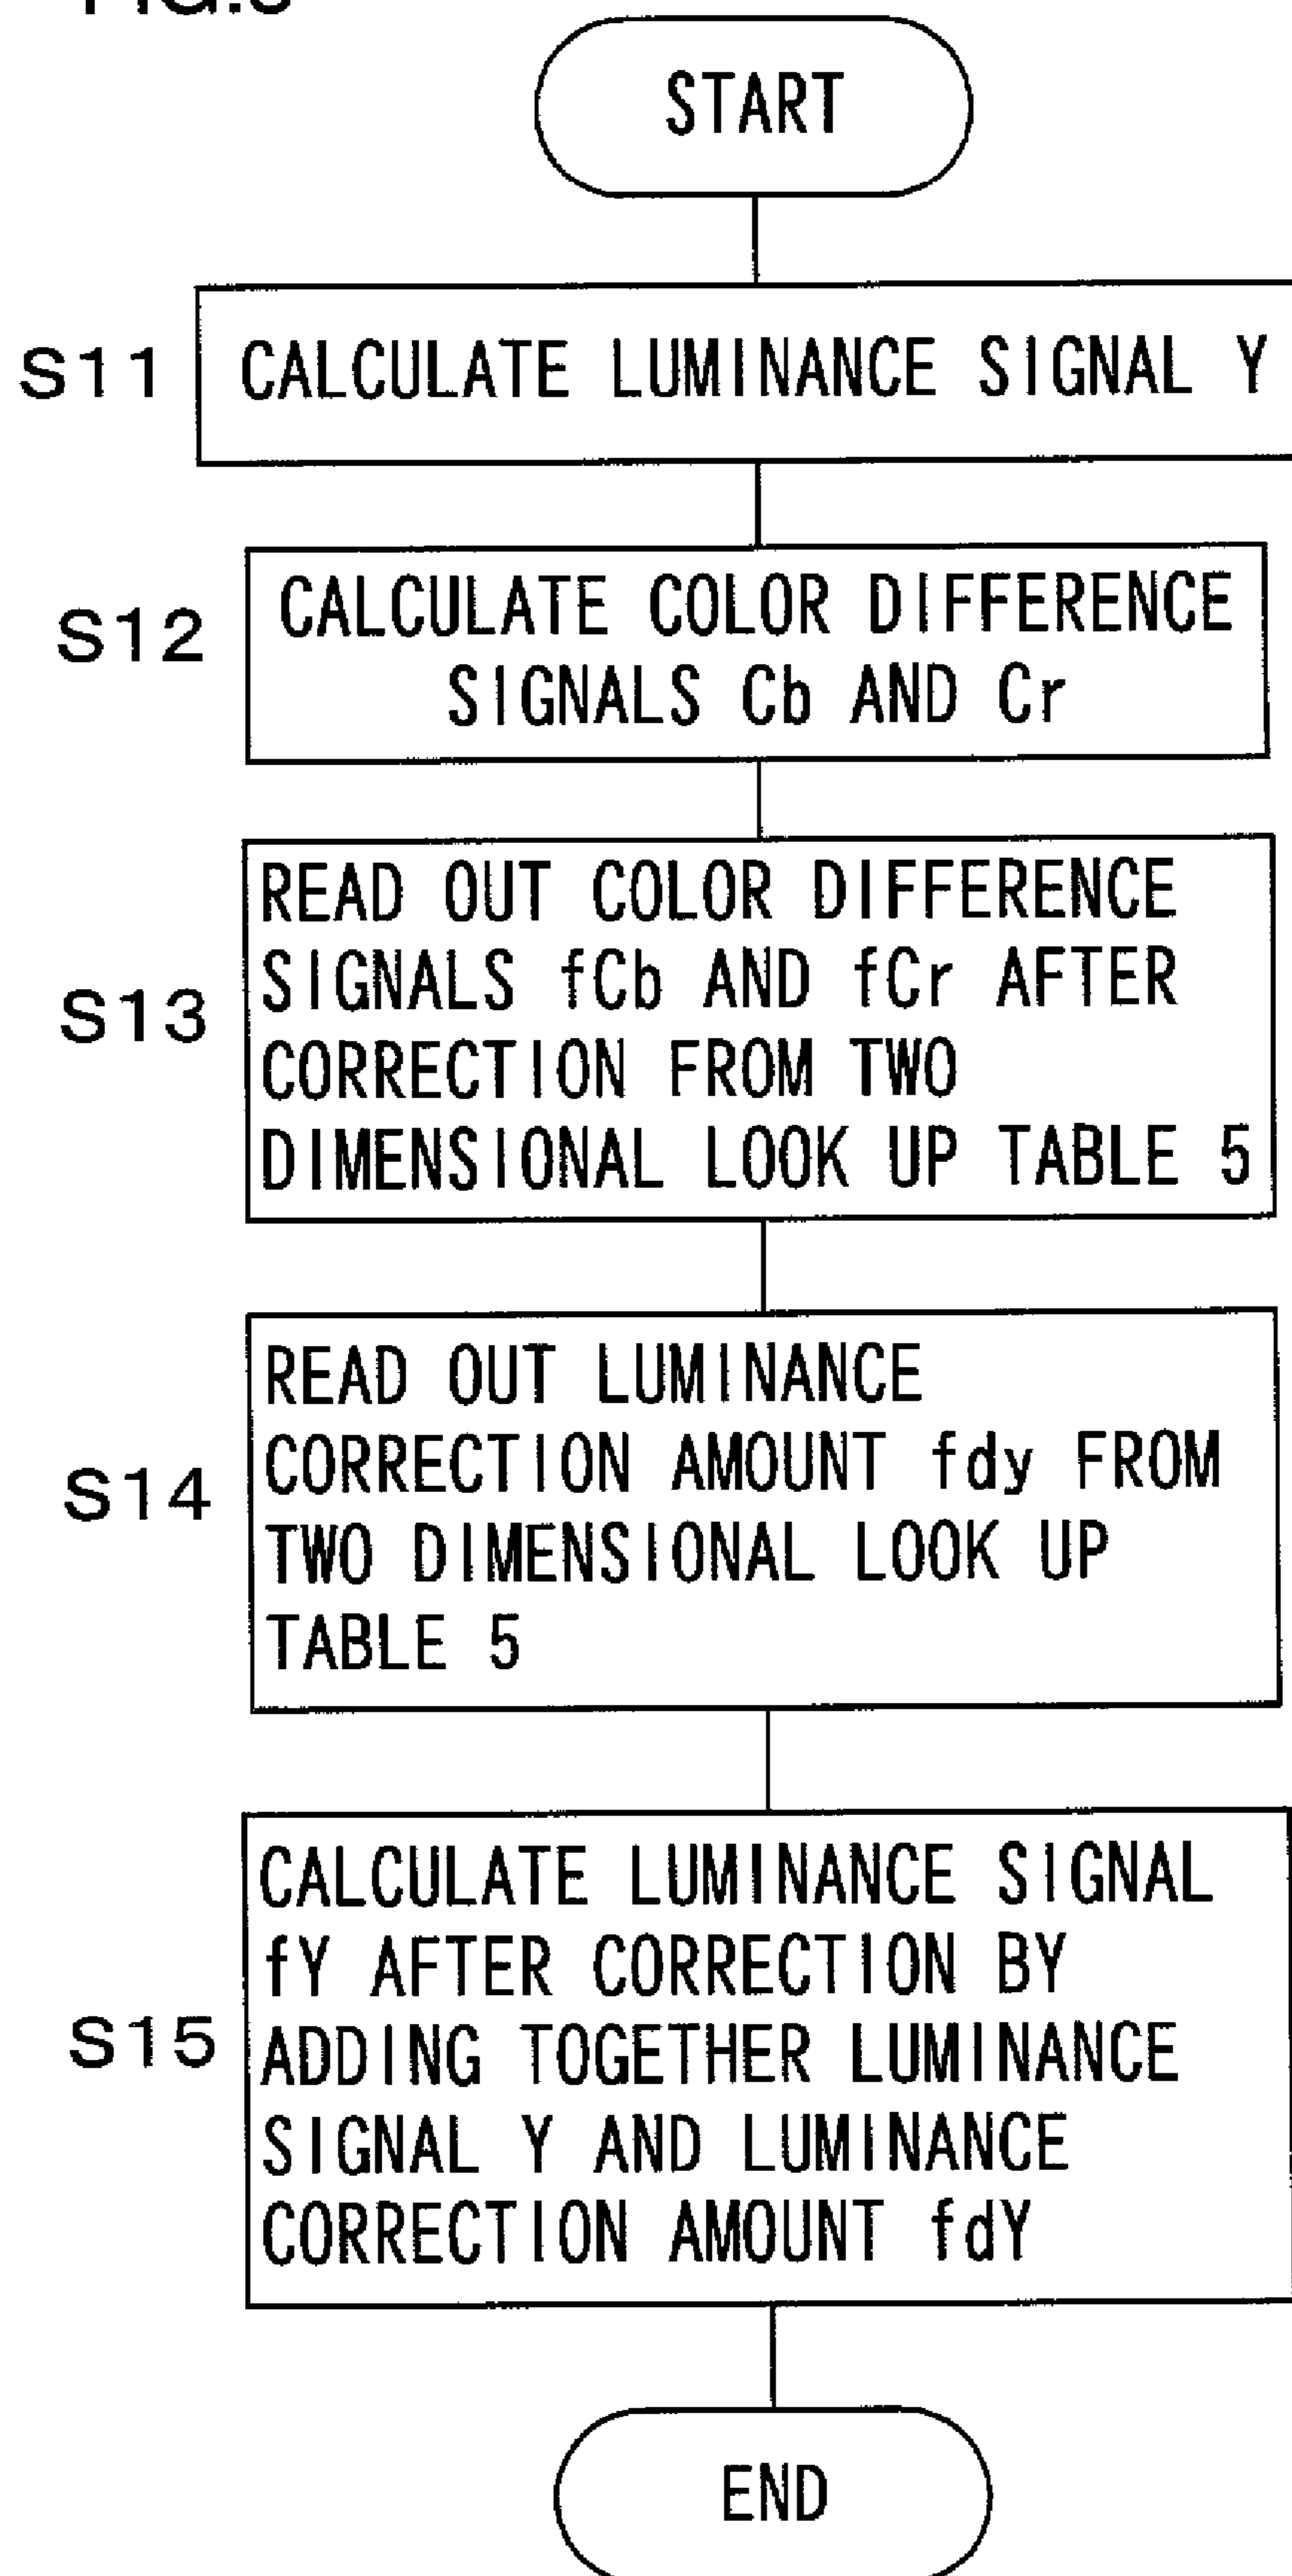 START
S11
CALCULATE LUMINANCE SIGNAL Y
S12
CALCULATE COLOR DIFFERENCE
SIGNALS Cb AND Cr
S13
READ OUT COLOR DIFFERENCE
SIGNALS fCb AND fCr AFTER
CORRECTION FROM TWO
DIMENSIONAL LOOK UP TABLE 5
S14
READ OUT LUMINANCE
CORRECTION AMOUNT fdy FROM
TWO DIMENSIONAL LOOK UP
TABLE 5
S15
CALCULATE LUMINANCE SIGNAL
fY AFTER CORRECTION BY
ADDING TOGETHER LUMINANCE
SIGNAL Y AND LUMINANCE
CORRECTION AMOUNT fdY
END